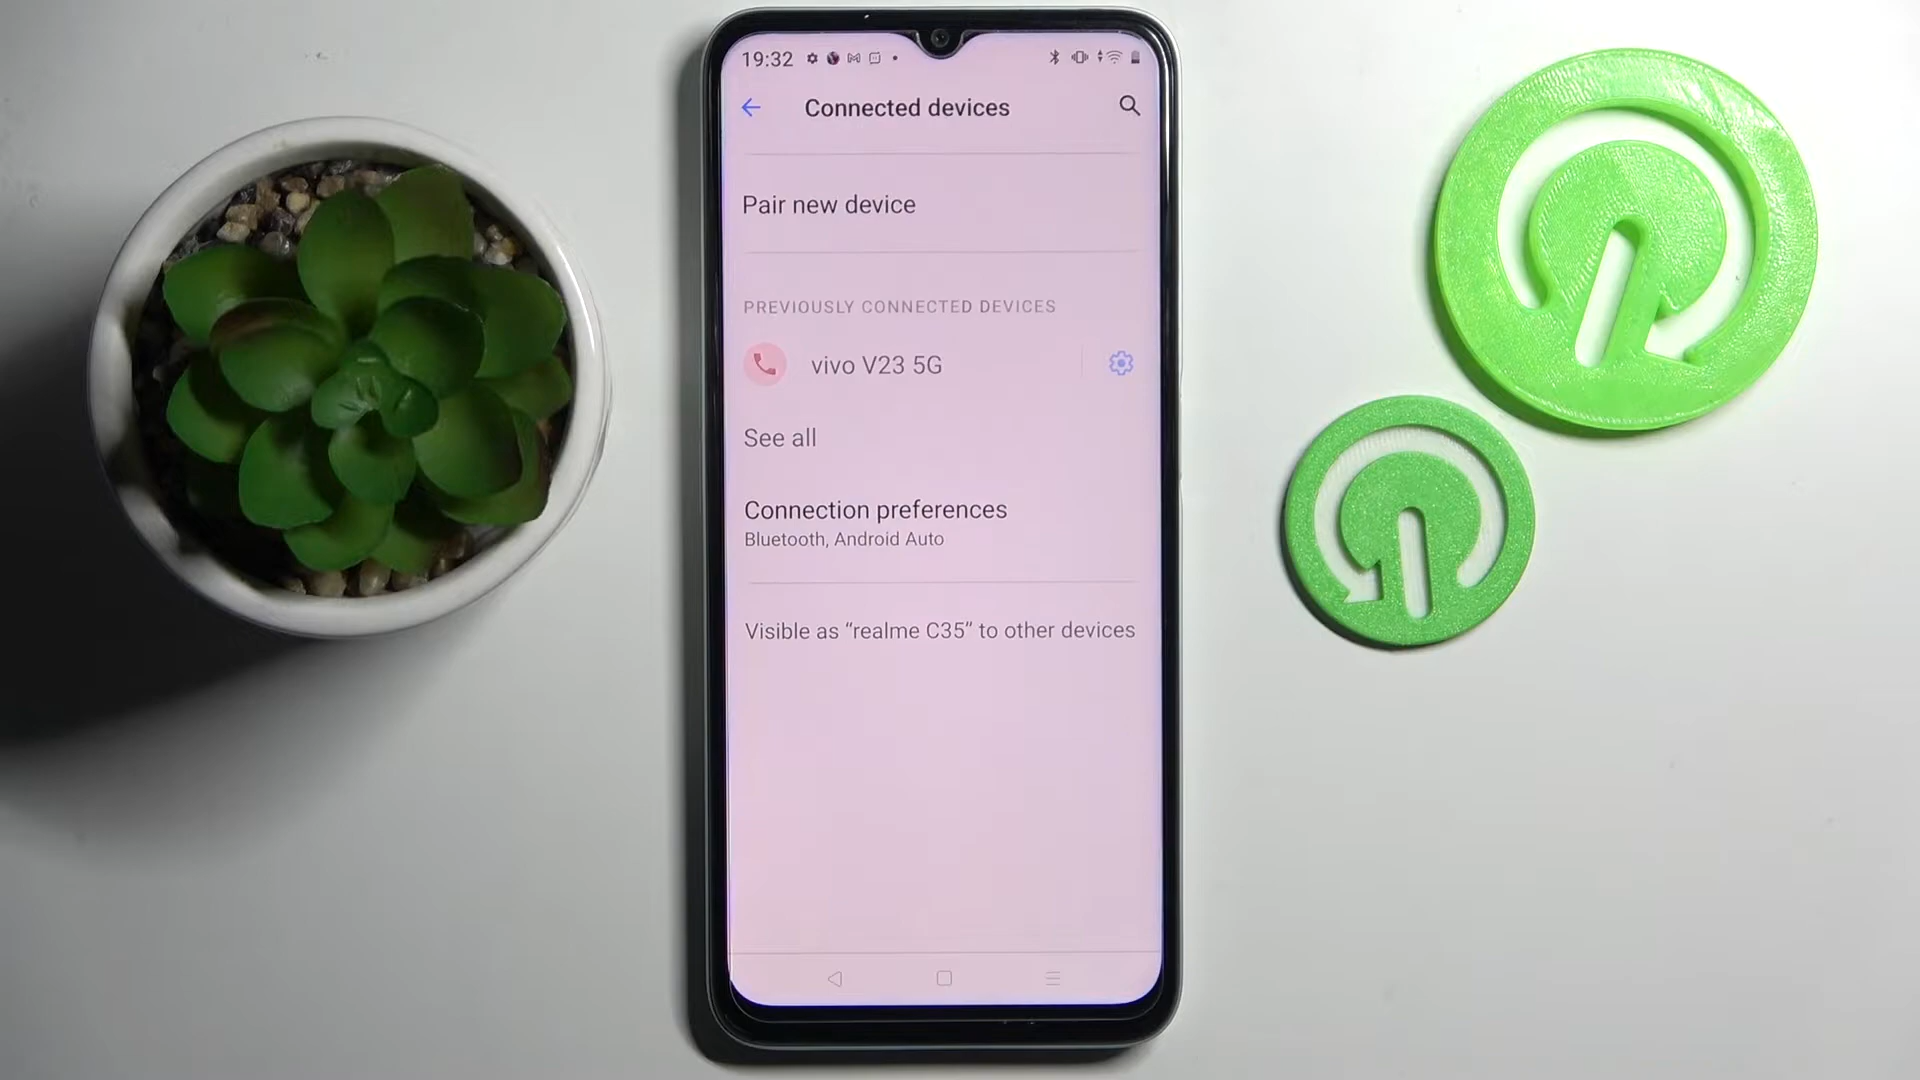 19:32
Connected devices
Pair new device
PREVIOUSLY CONNECTED DEVICES
vivo V23 5G
See all
Connection preferences
Bluetooth, Android Auto
Visible as “realme C35” to other devices